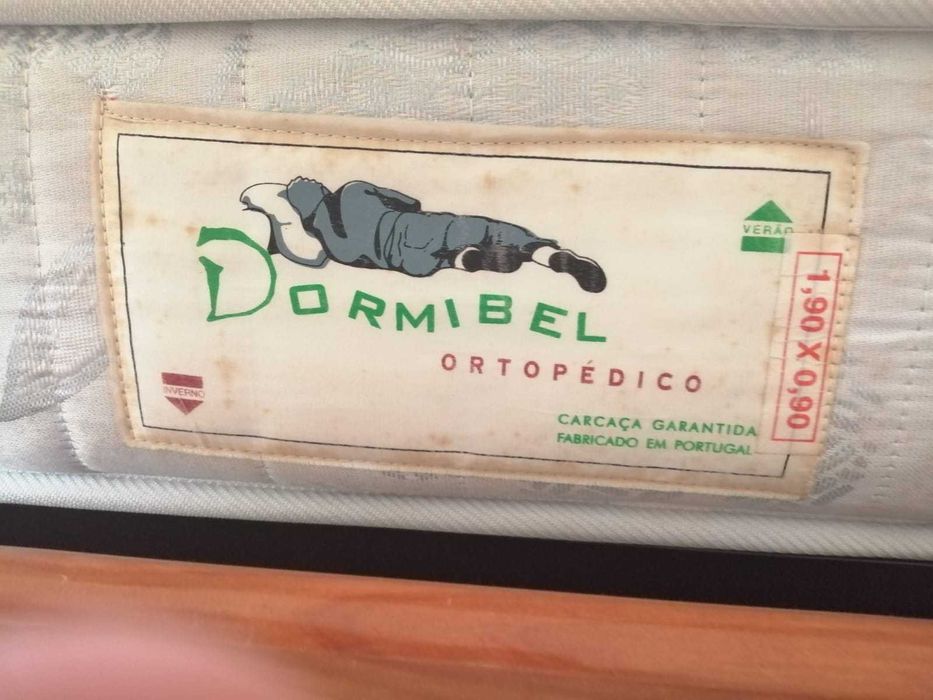 VERÃO
DORMIBEL
ORTOPÉDICO
1,90 X 0,90
INVERNO
CARCAÇA GARANTIDA
FABRICADO EM PORTUGAL